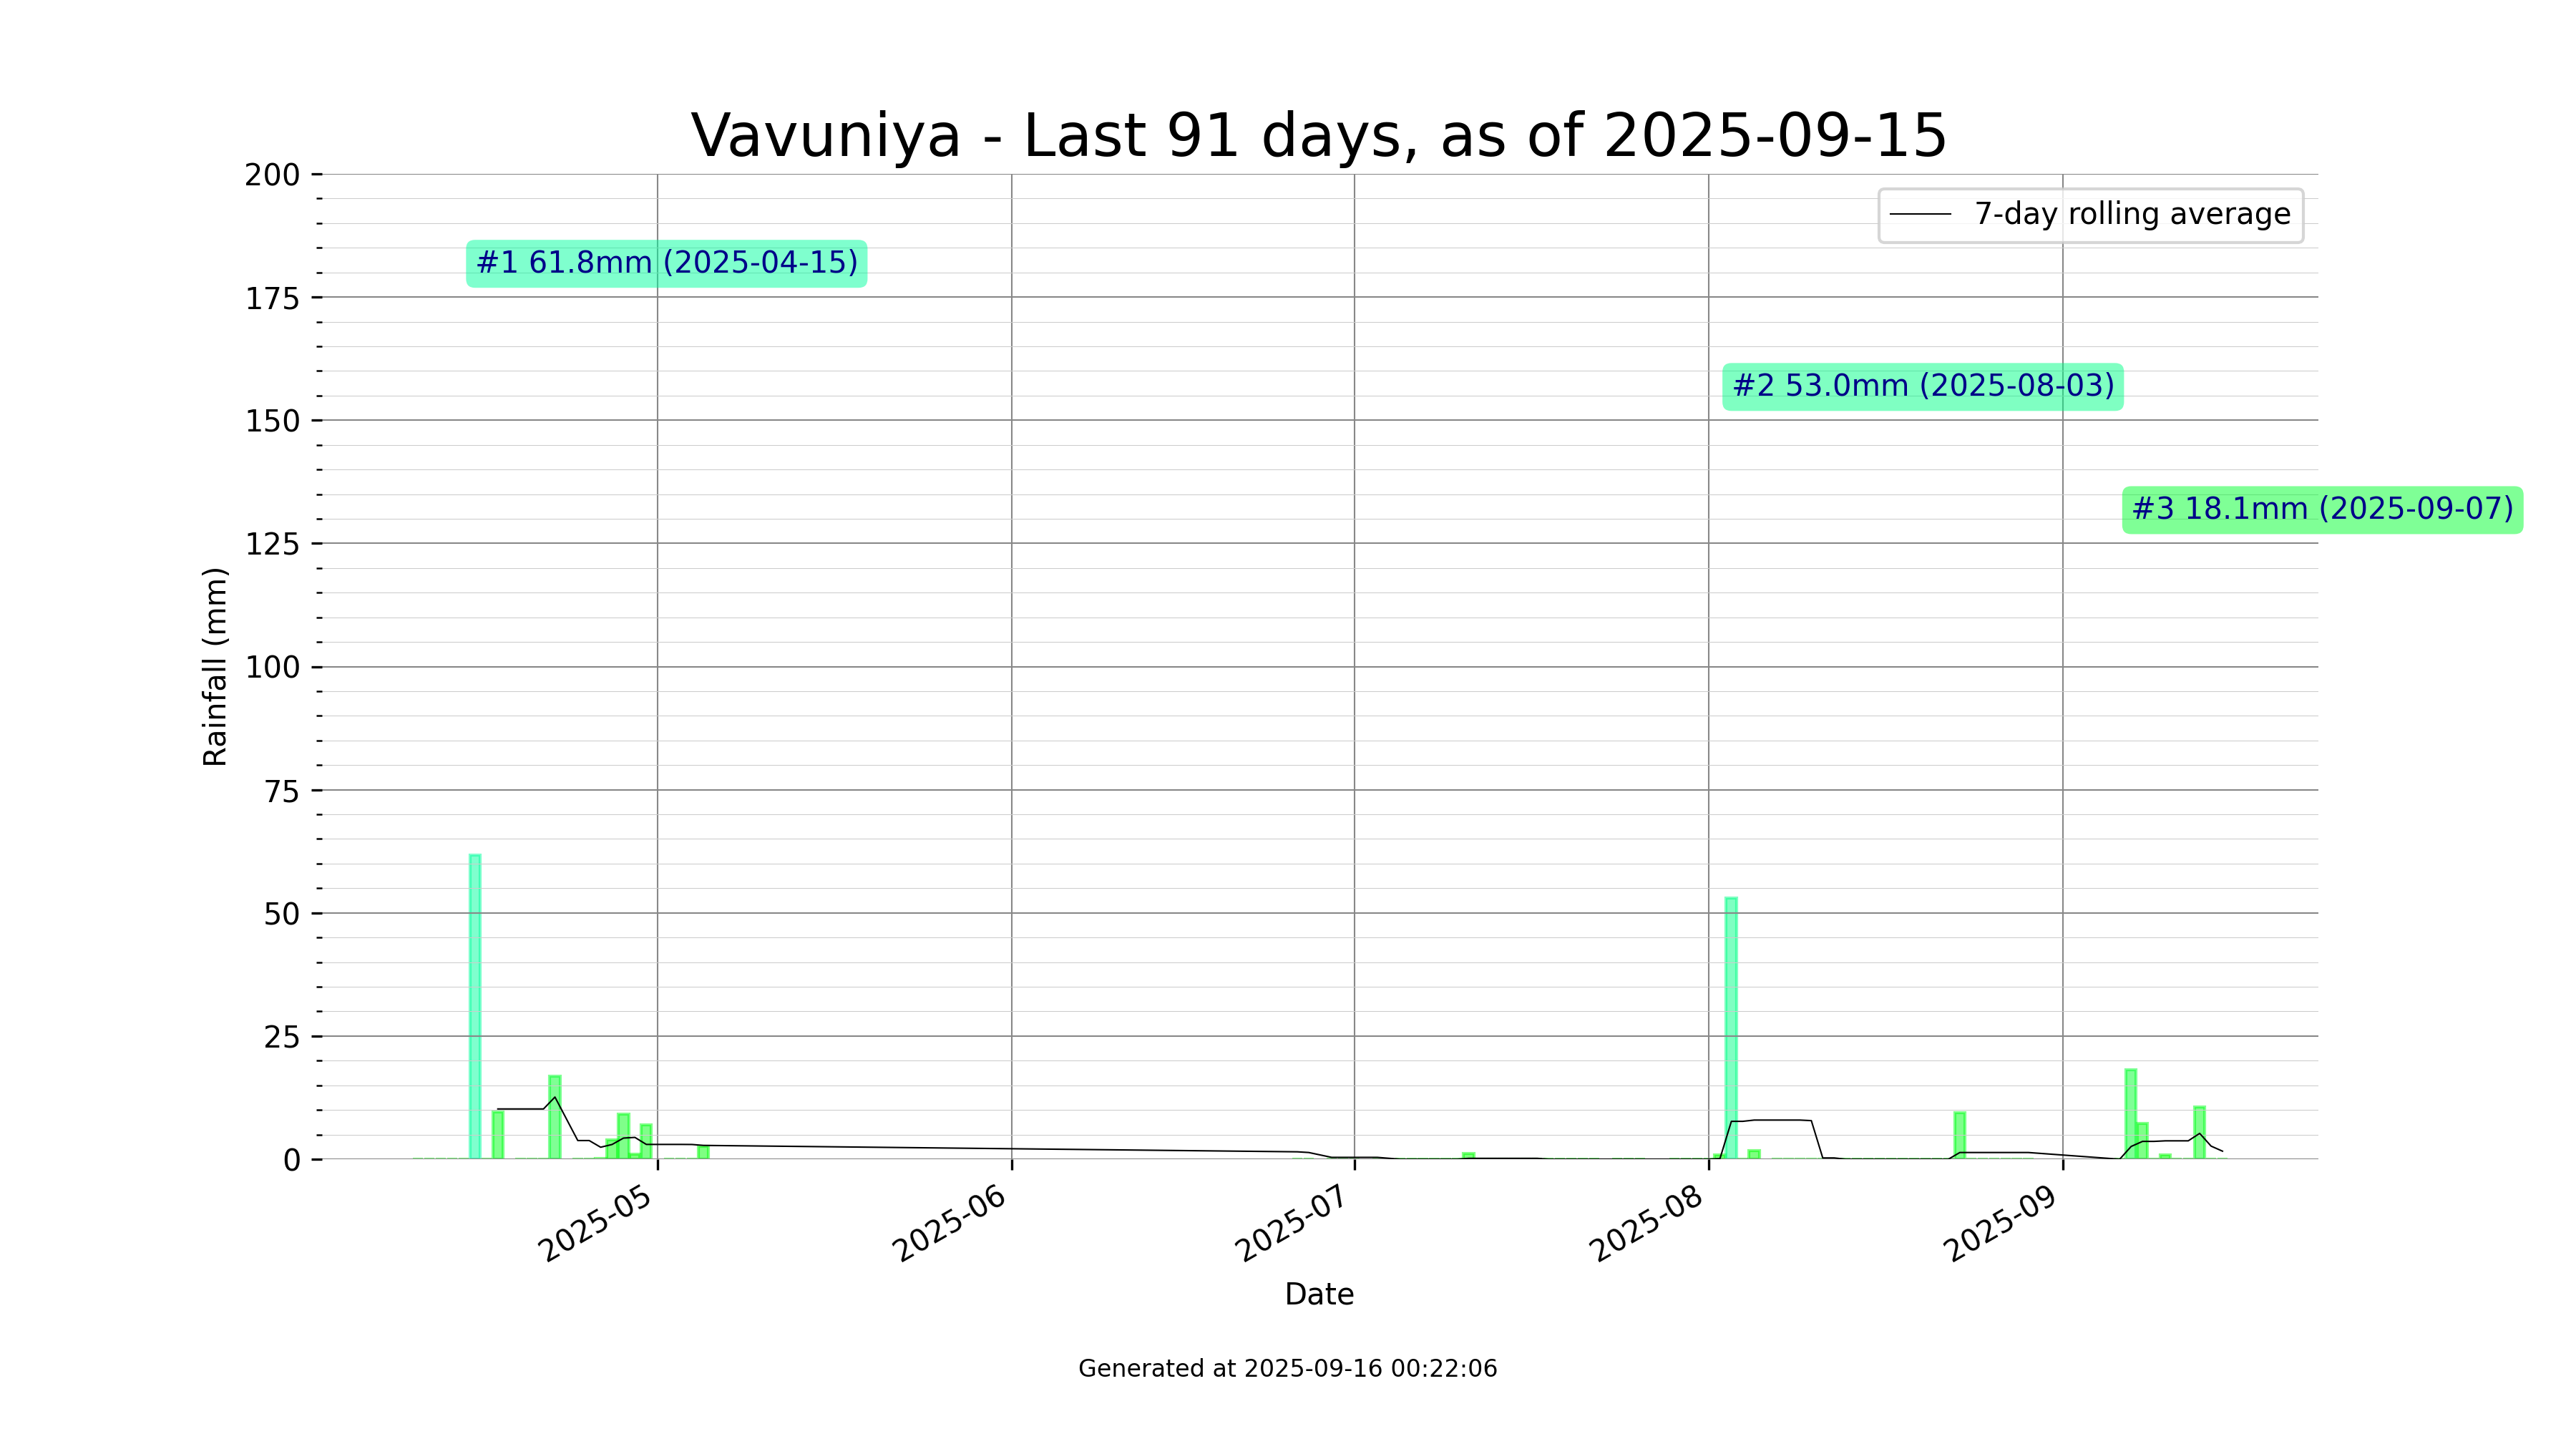 Vavuniya - Last 91 days, as of 2025-09-15
200
175
150
125
100
75
50
25
0
Rainfall (mm)
7-day rolling average
#1 61.8mm (2025-04-15)
#2 53.0mm (2025-08-03)
#3 18.1mm (2025-09-07)
2025-05
2025-06
2025-07
2025-08
2025-09
Date
Generated at 2025-09-16 00:22:06